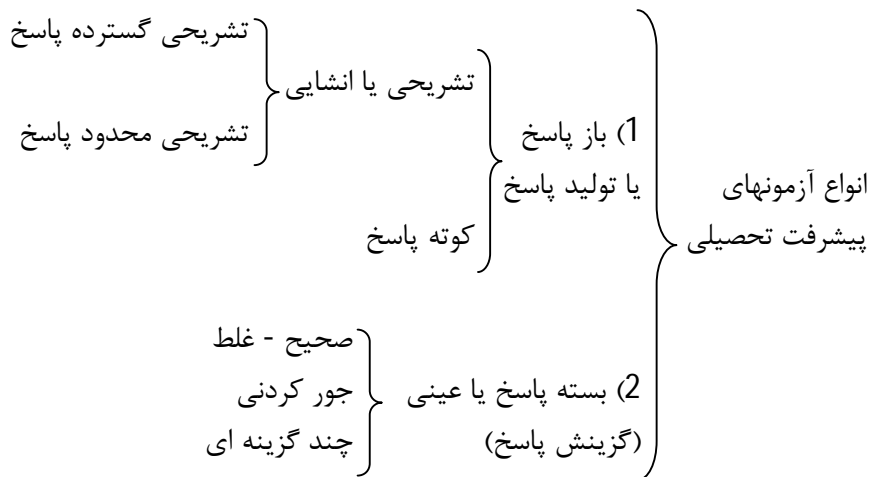 انواع آزمونهای
پیشرفت تحصیلی
1) باز پاسخ
یا تولید پاسخ
تشریحی یا انشایی
تشریحی گسترده پاسخ
تشریحی محدود پاسخ
کوته پاسخ
2) بسته پاسخ یا عینی
(گزینش پاسخ)
صحیح - غلط
جور کردنی
چند گزینه ای